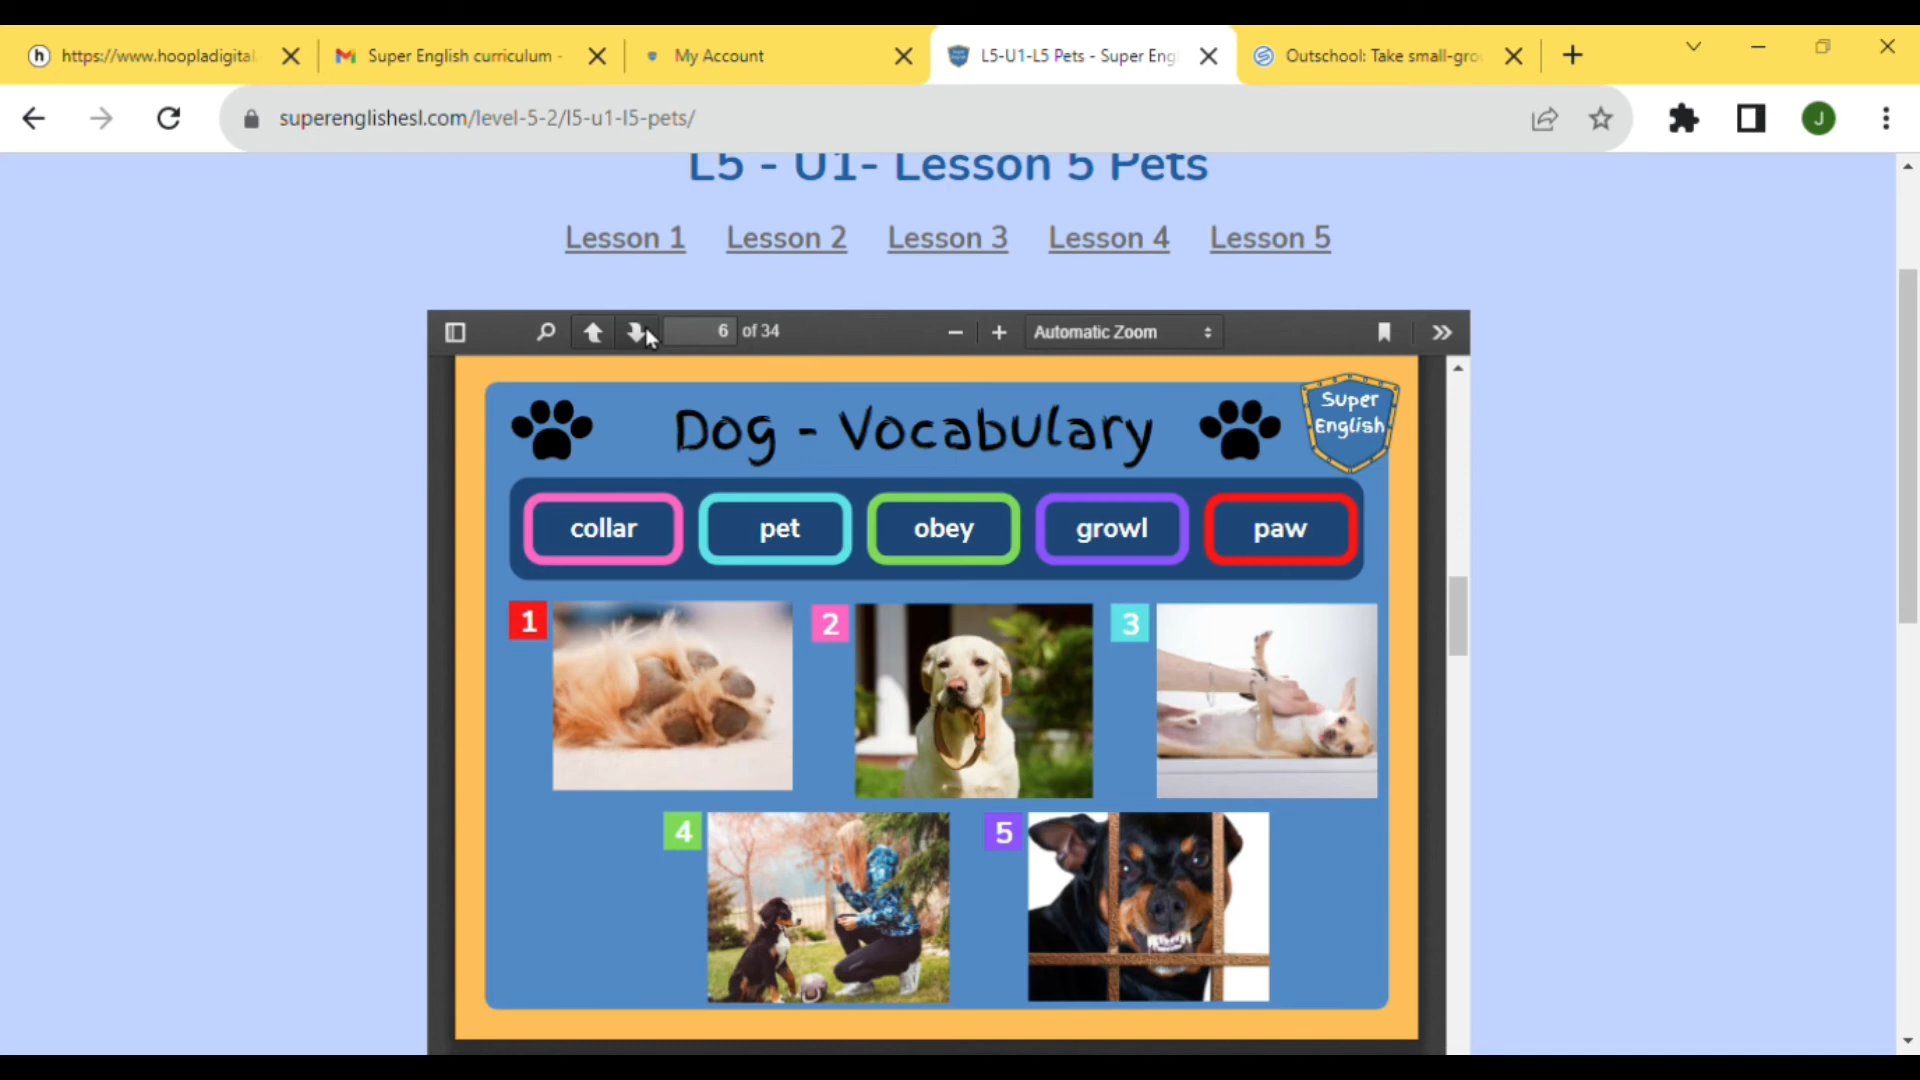 h https://www.hoopladigital. Super English curriculum - My Account L5-U1-L5 Pets - Super Eng Outschool: Take small-gro
superenglishesl.com/level-5-2/l5-u1-l5-pets/ J
L5 - U1- Lesson 5 Pets
Lesson 1 Lesson 2 Lesson 3 Lesson 4 Lesson 5
6 of 34 Automatic Zoom
Dog - Vocabulary
Super
English
collar pet obey growl paw
1 2 3
4 5